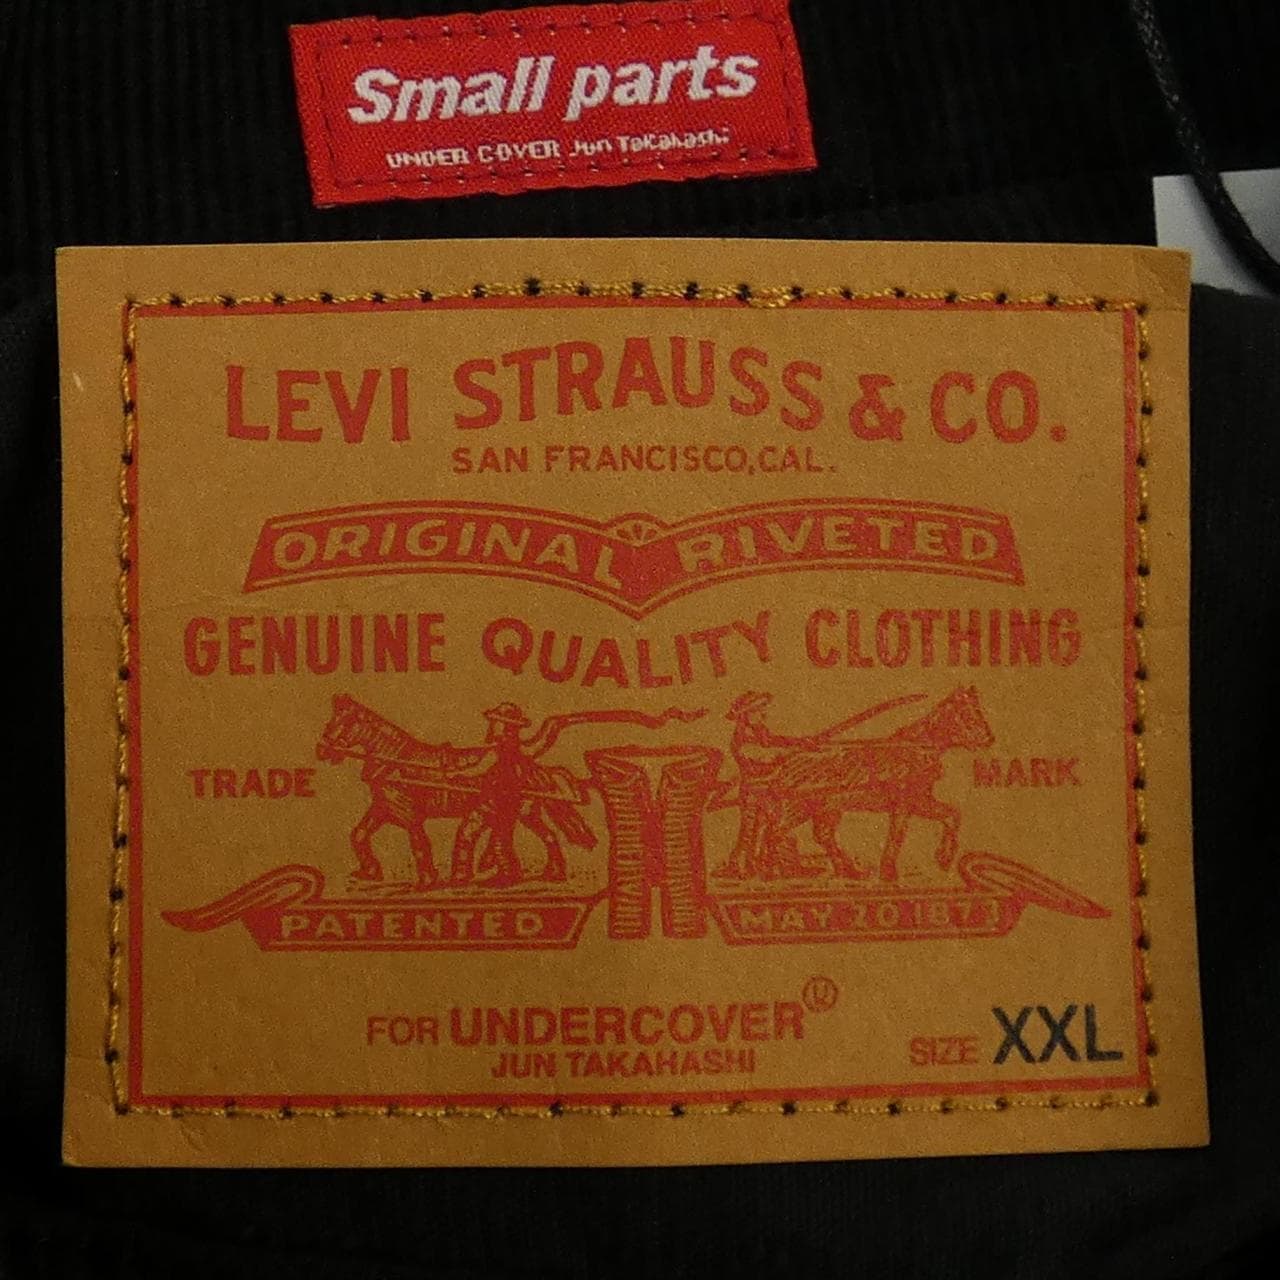 Small parts
UNDER COVER Jun Takahashi
LEVI STRAUSS & CO.
SAN FRANCISCO, CAL.
ORIGINAL RIVETED
GENUINE QUALITY CLOTHING
TRADE MARK
PATENTED MAY 20 1873
FOR UNDERCOVER®
JUN TAKAHASHI
SIZE XXL